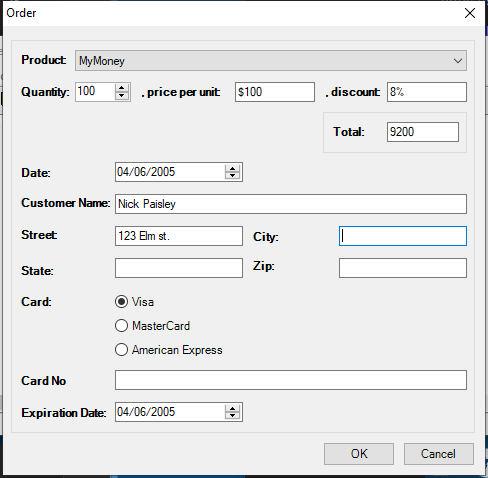 Order
Product: MyMoney
Quantity: 100 , price per unit: $100 , discount: 8%
Total: 9200
Date: 04/06/2005
Customer Name: Nick Paisley
Street: 123 Elm st. City:
State: Zip:
Card: Visa
MasterCard
American Express
Card No
Expiration Date: 04/06/2005
OK Cancel